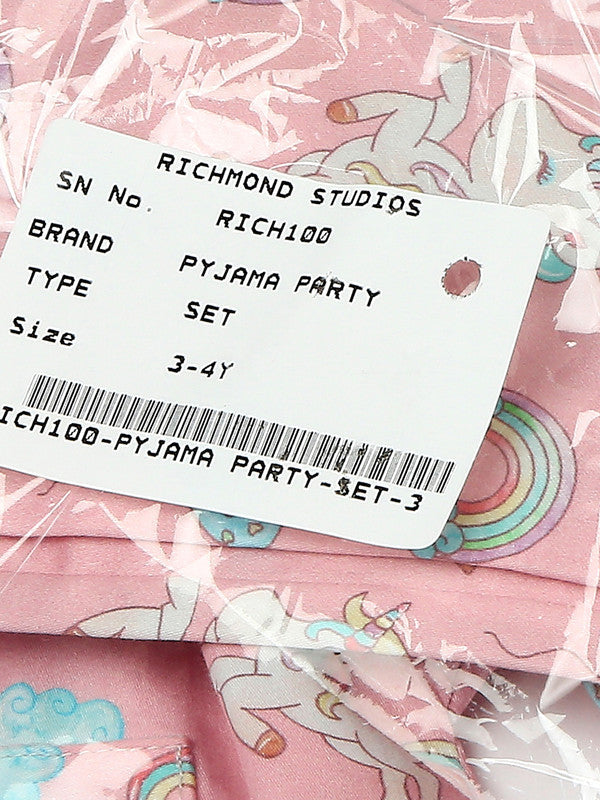 RICHMOND STUDIOS
SN No. RICH100
BRAND PYJAMA PARTY
TYPE SET
Size 3-4Y
ICH100-PYJAMA PARTY-SET-3